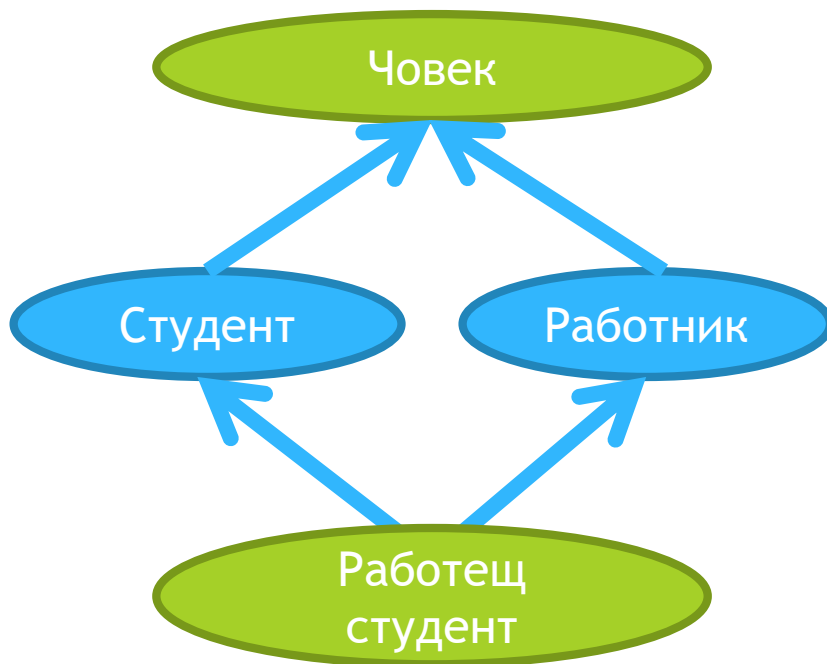 Човек
Студент
Работник
Работещ
студент